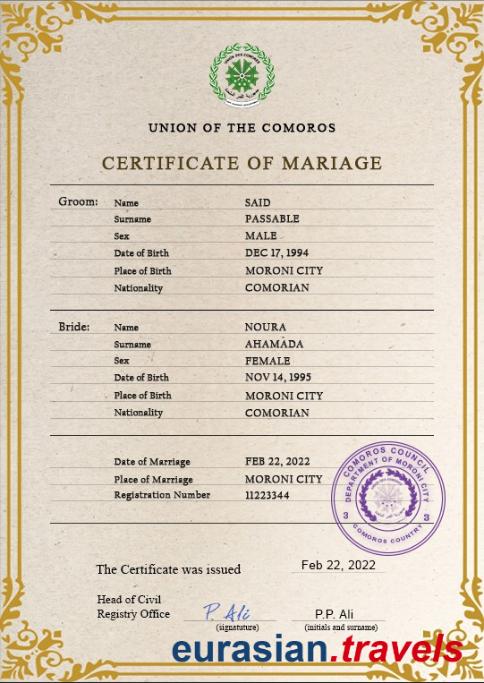 UNION OF THE COMOROS
UNION OF THE COMOROS
CERTIFICATE OF MARIAGE
Groom: Name SAID
Surname PASSABLE
Sex MALE
Date of Birth DEC 17, 1994
Place of Birth MORONI CITY
Nationality COMORIAN
Bride: Name NOURA
Surname AHAMADA
Sex FEMALE
Date of Birth NOV 14, 1995
Place of Birth MORONI CITY
Nationality COMORIAN
Date of Marriage FEB 22, 2022
Place of Marriage MORONI CITY
Registration Number 11223344
COMOROS COUNCIL
DEPARTMENT OF MORONI CITY
3 3
COMOROS COUNTRY
The Certificate was issued Feb 22, 2022
Head of Civil
Registry Office P. Ali P.P. Ali
(signatuture) (initials and surname)
eurasian.travels